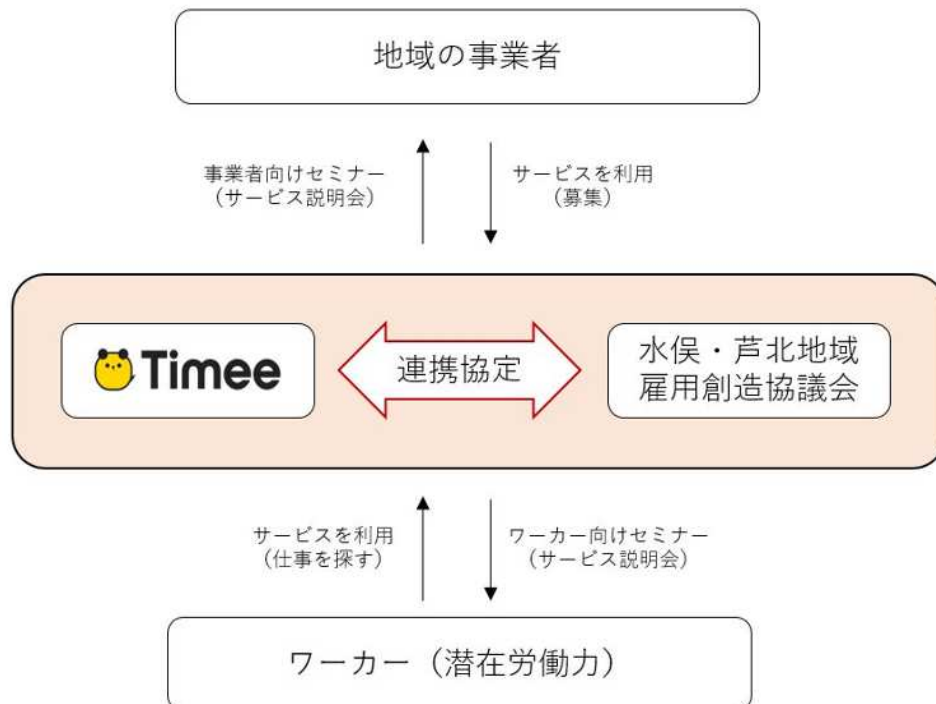 地域の事業者
事業者向けセミナー
（サービス説明会）
サービスを利用
（募集）
Timee
連携協定
水俣・芦北地域
雇用創造協議会
サービスを利用
（仕事を探す）
ワーカー向けセミナー
（サービス説明会）
ワーカー（潜在労働力）